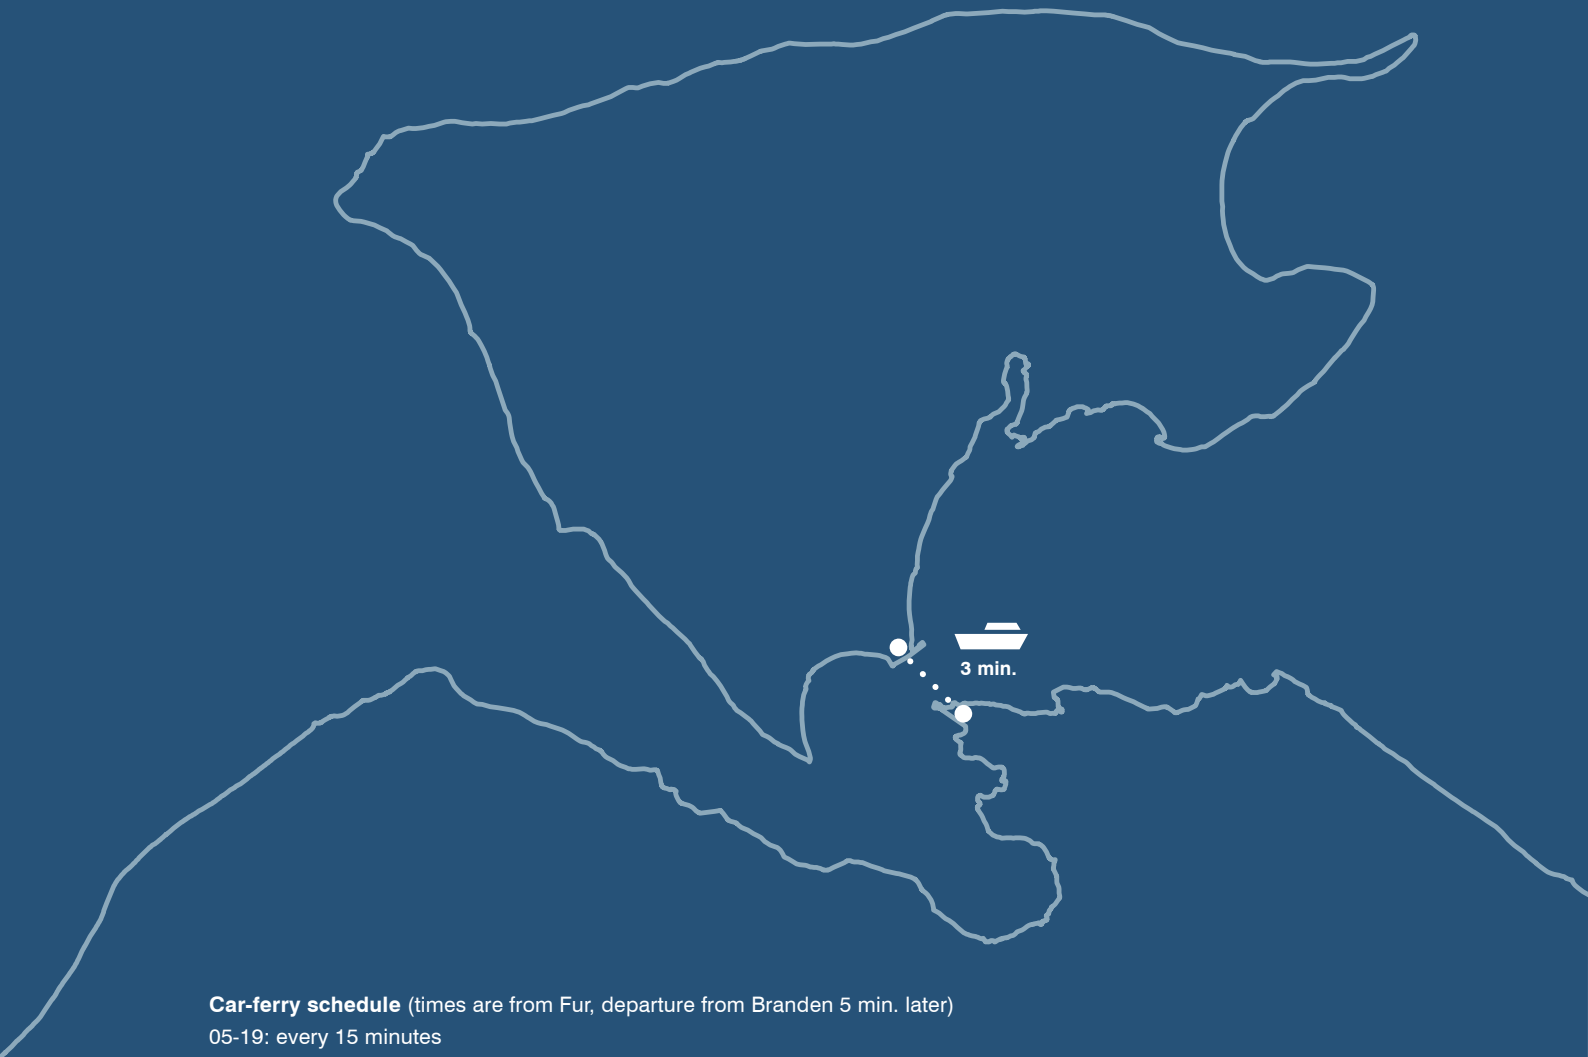 3 min.
Car-ferry schedule (times are from Fur, departure from Branden 5 min. later)
05-19: every 15 minutes